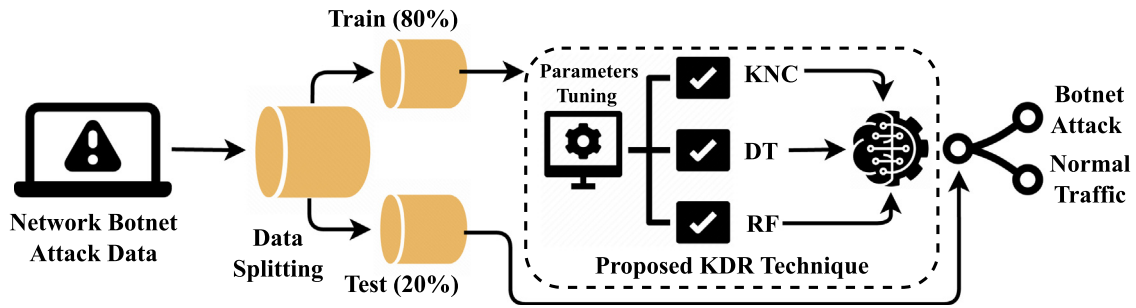 Train (80%)
Network Botnet
Attack Data
Data
Splitting
Test (20%)
Parameters
Tuning
KNC
DT
RF
Proposed KDR Technique
Botnet
Attack
Normal
Traffic